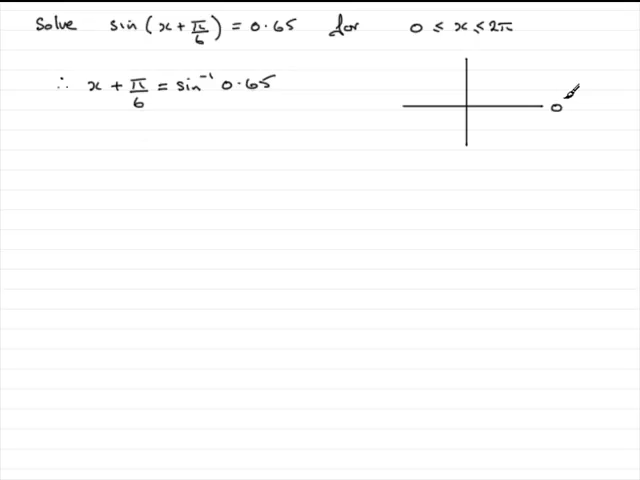 Solve sin(x + π/6) = 0.65 for 0 ≤ x ≤ 2π
∴ x + π/6 = sin⁻¹ 0.65
0